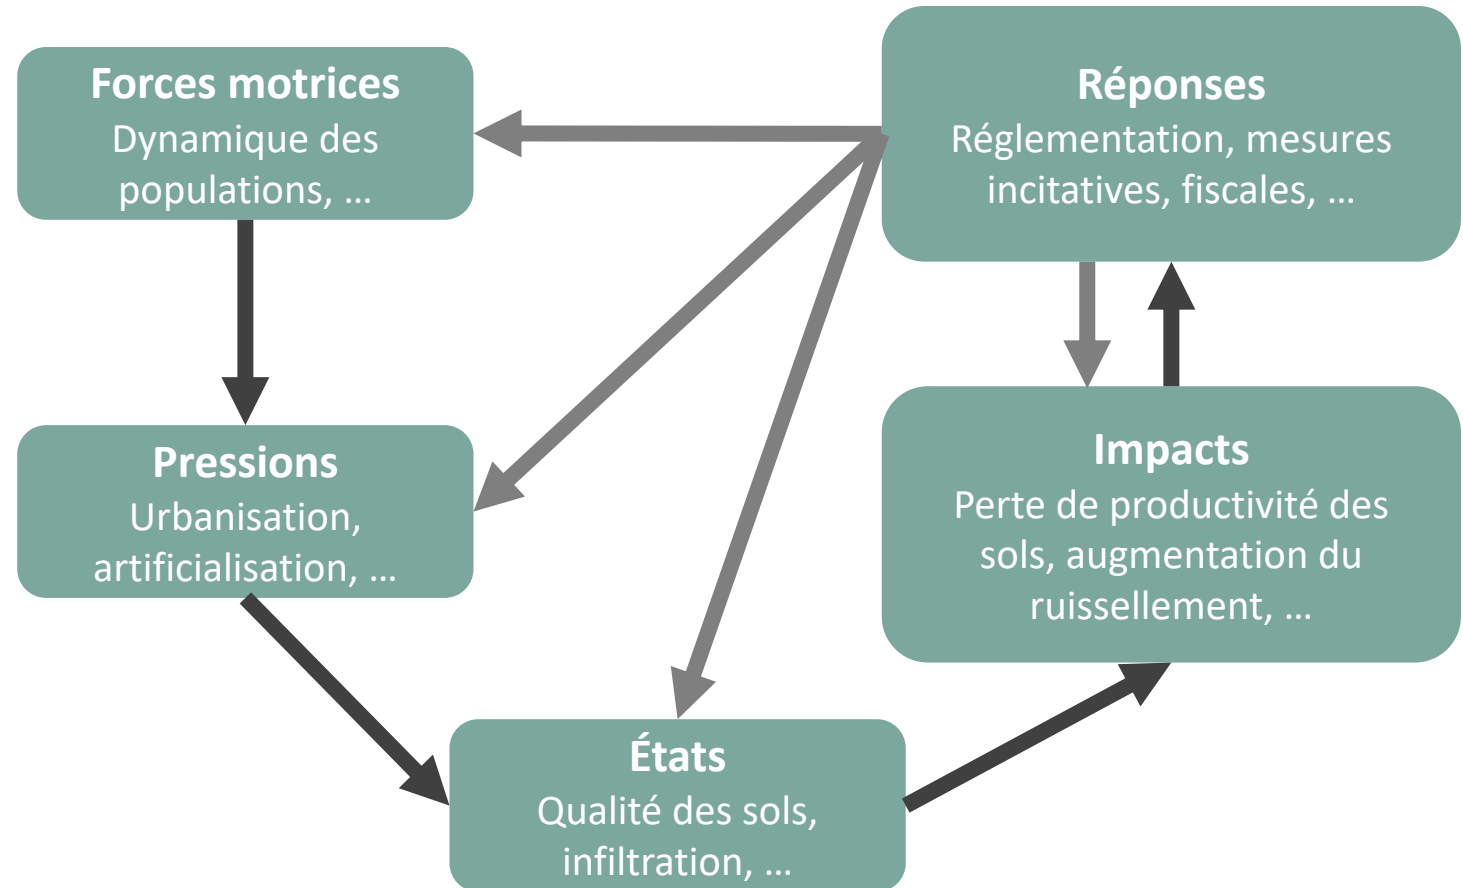 Forces motrices
Dynamique des
populations, ...
Réponses
Réglementation, mesures
incitatives, fiscales, ...
Pressions
Urbanisation,
artificialisation, ...
Impacts
Perte de productivité des
sols, augmentation du
ruissellement, ...
États
Qualité des sols,
infiltration, ...